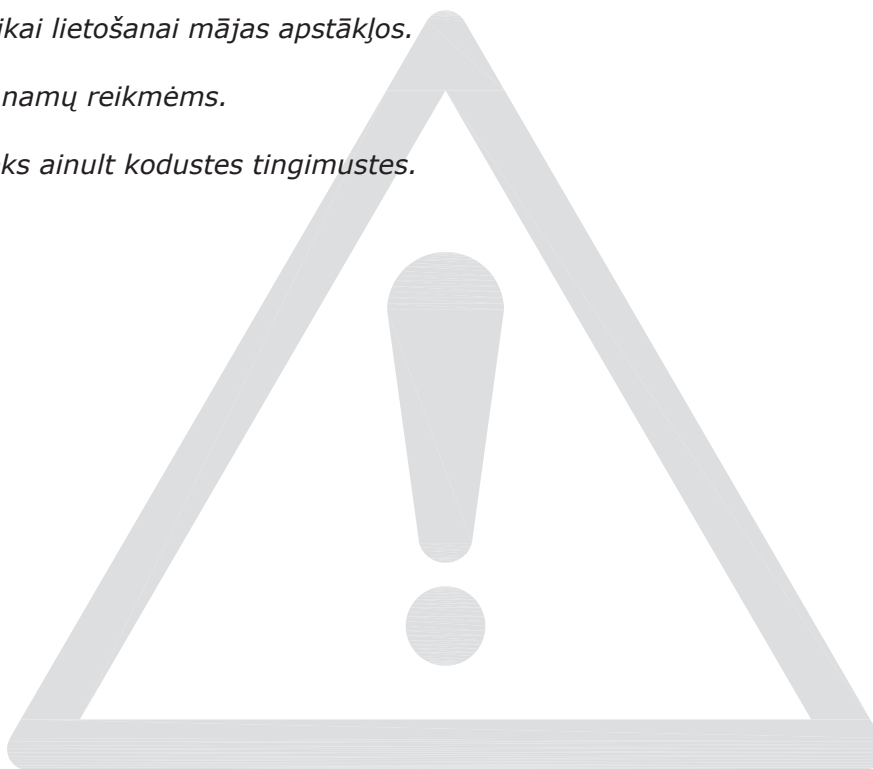 ikai lietošanai mājas apstākļos.
namų reikmėms.
ks ainult kodustes tingimustes.